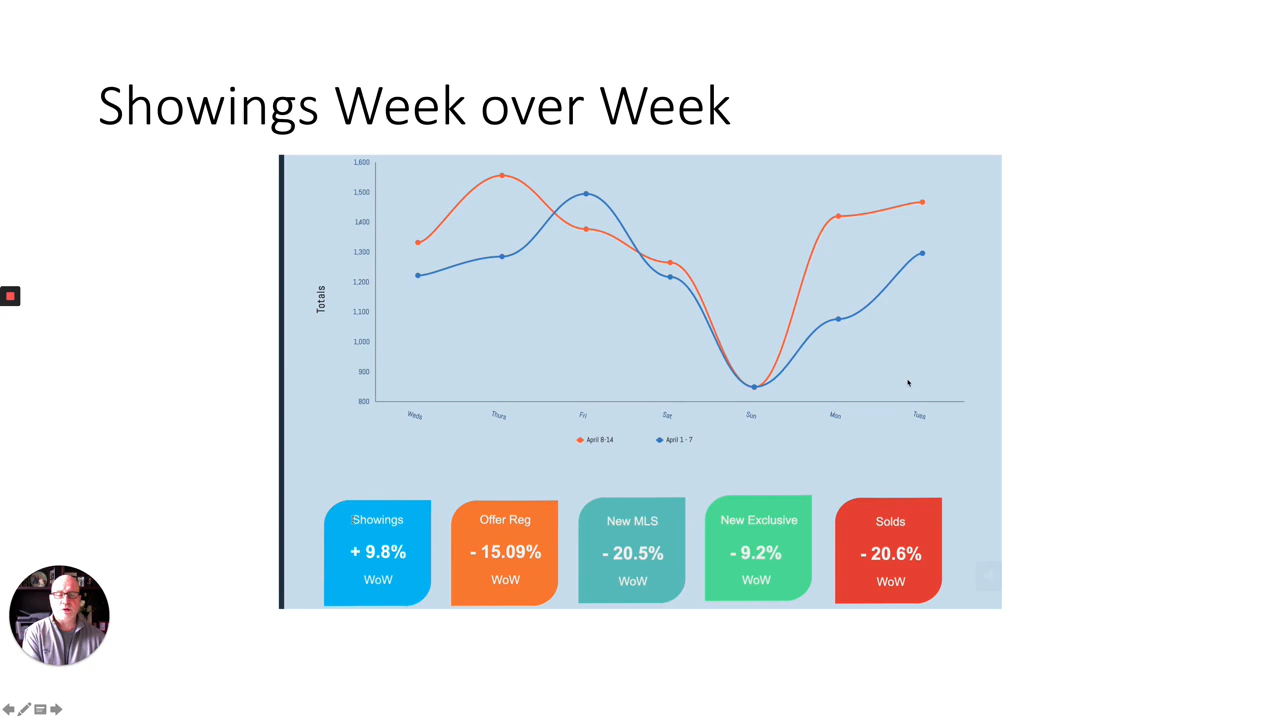 Showings Week over Week
1,600
1,500
1,400
1,300
1,200
1,100
1,000
900
800
Totals
Weds Thurs Fri Sat Sun Mon Tues
April 8-14 April 1 - 7
Showings
+ 9.8%
WoW
Offer Reg
- 15.09%
WoW
New MLS
- 20.5%
WoW
New Exclusive
- 9.2%
WoW
Solds
- 20.6%
WoW